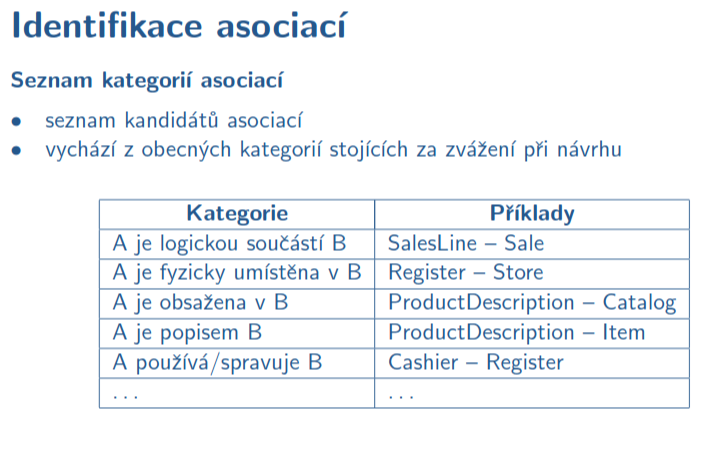 Identifikace asociací
Seznam kategorií asociací
• seznam kandidátů asociací
• vychází z obecných kategorií stojících za zvážení při návrhu
Kategorie Příklady
A je logickou součástí B SalesLine – Sale
A je fyzicky umístěna v B Register – Store
A je obsažena v B ProductDescription – Catalog
A je popisem B ProductDescription – Item
A používá/spravuje B Cashier – Register
... ...